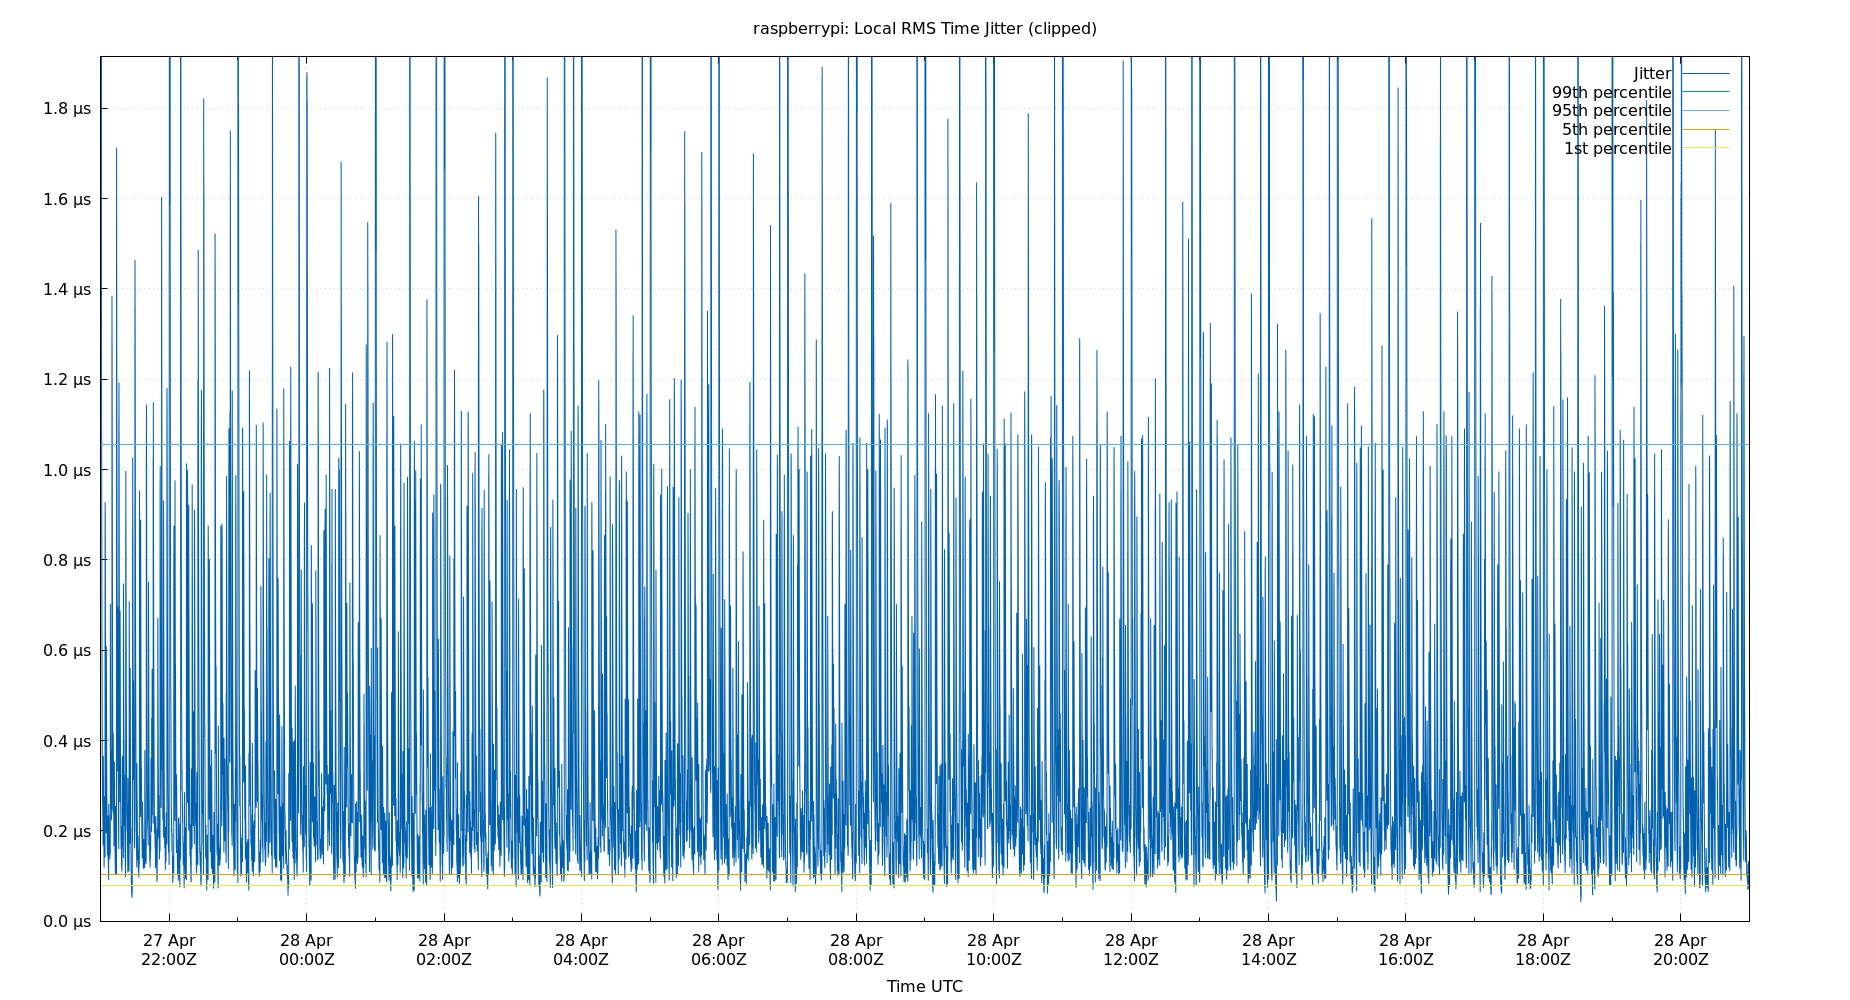 raspberrypi: Local RMS Time Jitter (clipped)
Jitter
99th percentile
95th percentile
5th percentile
1st percentile
1.8 µs
1.6 µs
1.4 µs
1.2 µs
1.0 µs
0.8 µs
0.6 µs
0.4 µs
0.2 µs
0.0 µs
27 Apr 28 Apr 28 Apr 28 Apr 28 Apr 28 Apr 28 Apr 28 Apr 28 Apr 28 Apr 28 Apr 28 Apr
22:00Z 00:00Z 02:00Z 04:00Z 06:00Z 08:00Z 10:00Z 12:00Z 14:00Z 16:00Z 18:00Z 20:00Z
Time UTC